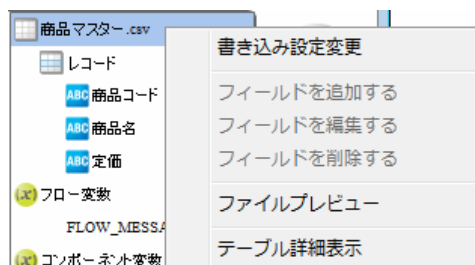 商品マスター.csv
レコード
ABC 商品コード
ABC 商品名
ABC 定価
(x) フロー変数
FLOW_MESSA
(x) コンポーネント変数
書き込み設定変更
フィールドを追加する
フィールドを編集する
フィールドを削除する
ファイルプレビュー
テーブル詳細表示